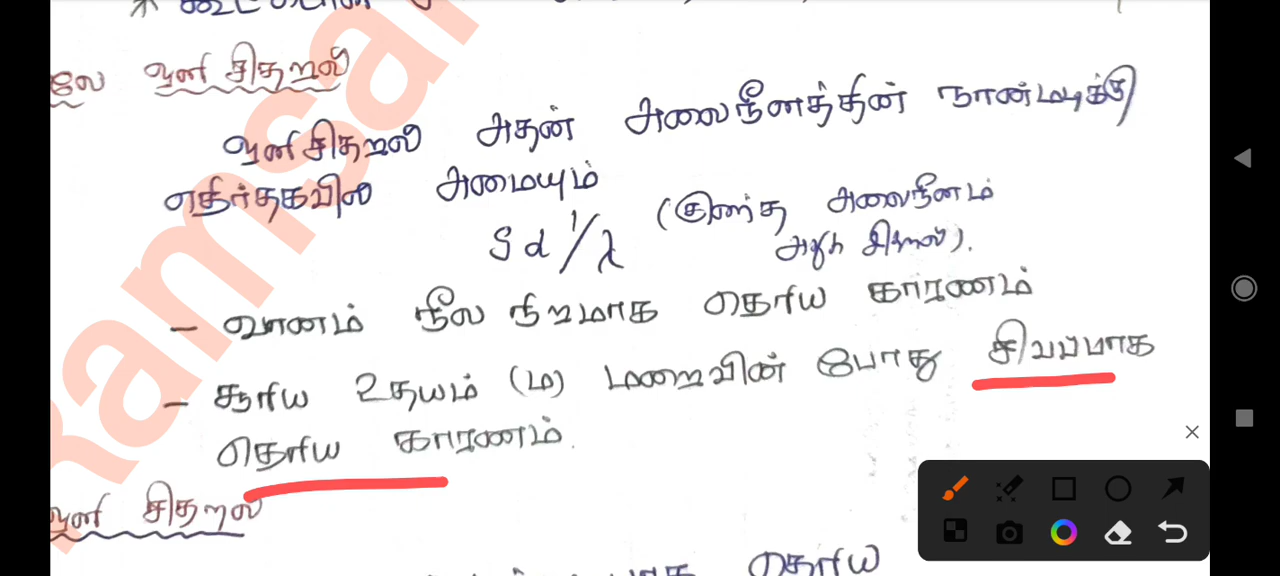 லே ஒளி சிதறல்
ஒளி சிதறல் அதன் அலைநீளத்தின் நான்மடிக்கு
எதிர்தகவில் அமையும்
S d 1/λ (குறைந்த அலைநீளம்
அதிக சிதறல்).
– வானம் நீல நிறமாக தெரிய காரணம்
– சூரிய உதயம் (ம) மறைவின் போது சிவப்பாக
தெரிய காரணம்.
ஒளி சிதறல்
தெரிய
Ramsa